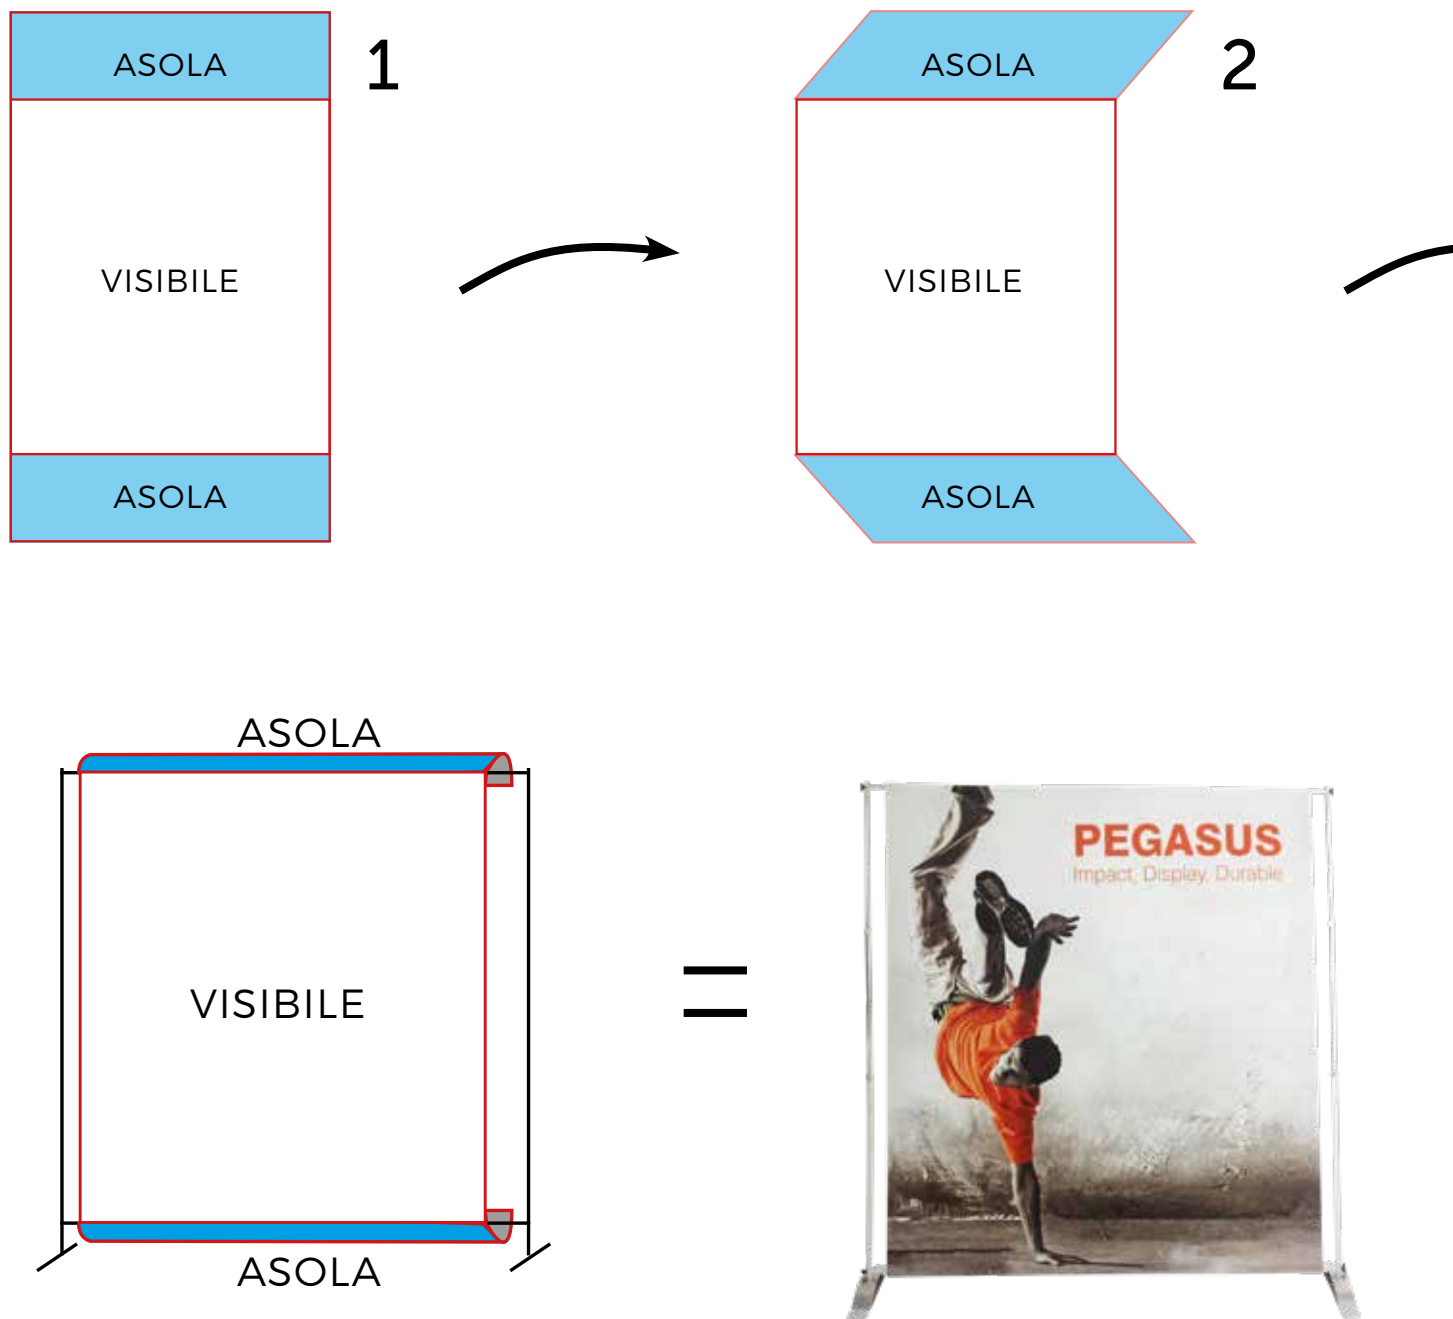 ASOLA
1
VISIBILE
ASOLA
ASOLA
2
VISIBILE
ASOLA
ASOLA
VISIBILE
ASOLA
=
PEGASUS
Impact, Display, Durable